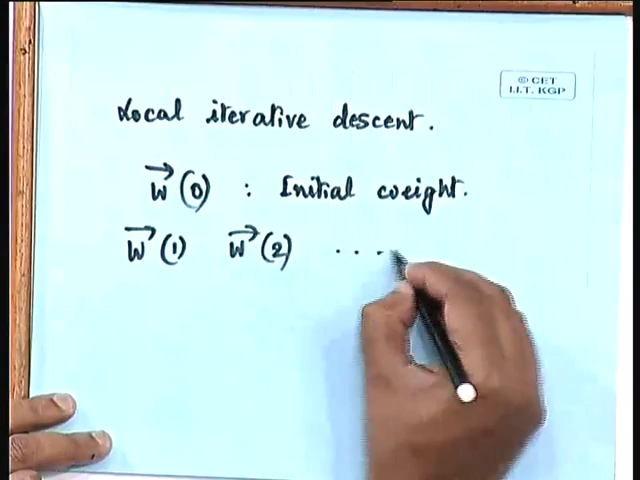 © CET
I.I.T. KGP
Local iterative descent.
w⃗ (0) : Initial weight.
w⃗ (1) w⃗ (2) . . . .